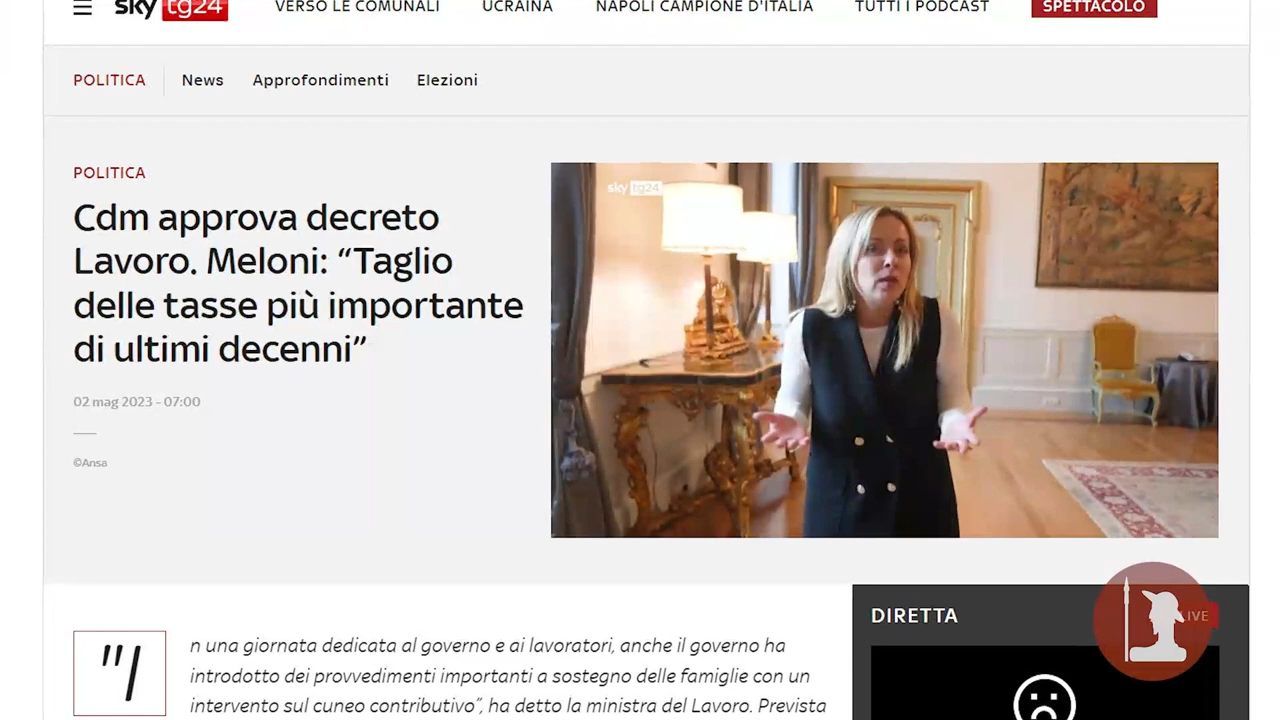 sky tg24
VERSO LE COMUNALI
UCRAINA
NAPOLI CAMPIONE D'ITALIA
TUTTI I PODCAST
SPETTACOLO
POLITICA
News
Approfondimenti
Elezioni
POLITICA
Cdm approva decreto
Lavoro. Meloni: “Taglio
delle tasse più importante
di ultimi decenni”
02 mag 2023 - 07:00
©Ansa
sky tg24
"I
n una giornata dedicata al governo e ai lavoratori, anche il governo ha
introdotto dei provvedimenti importanti a sostegno delle famiglie con un
intervento sul cuneo contributivo”, ha detto la ministra del Lavoro. Prevista
DIRETTA
LIVE